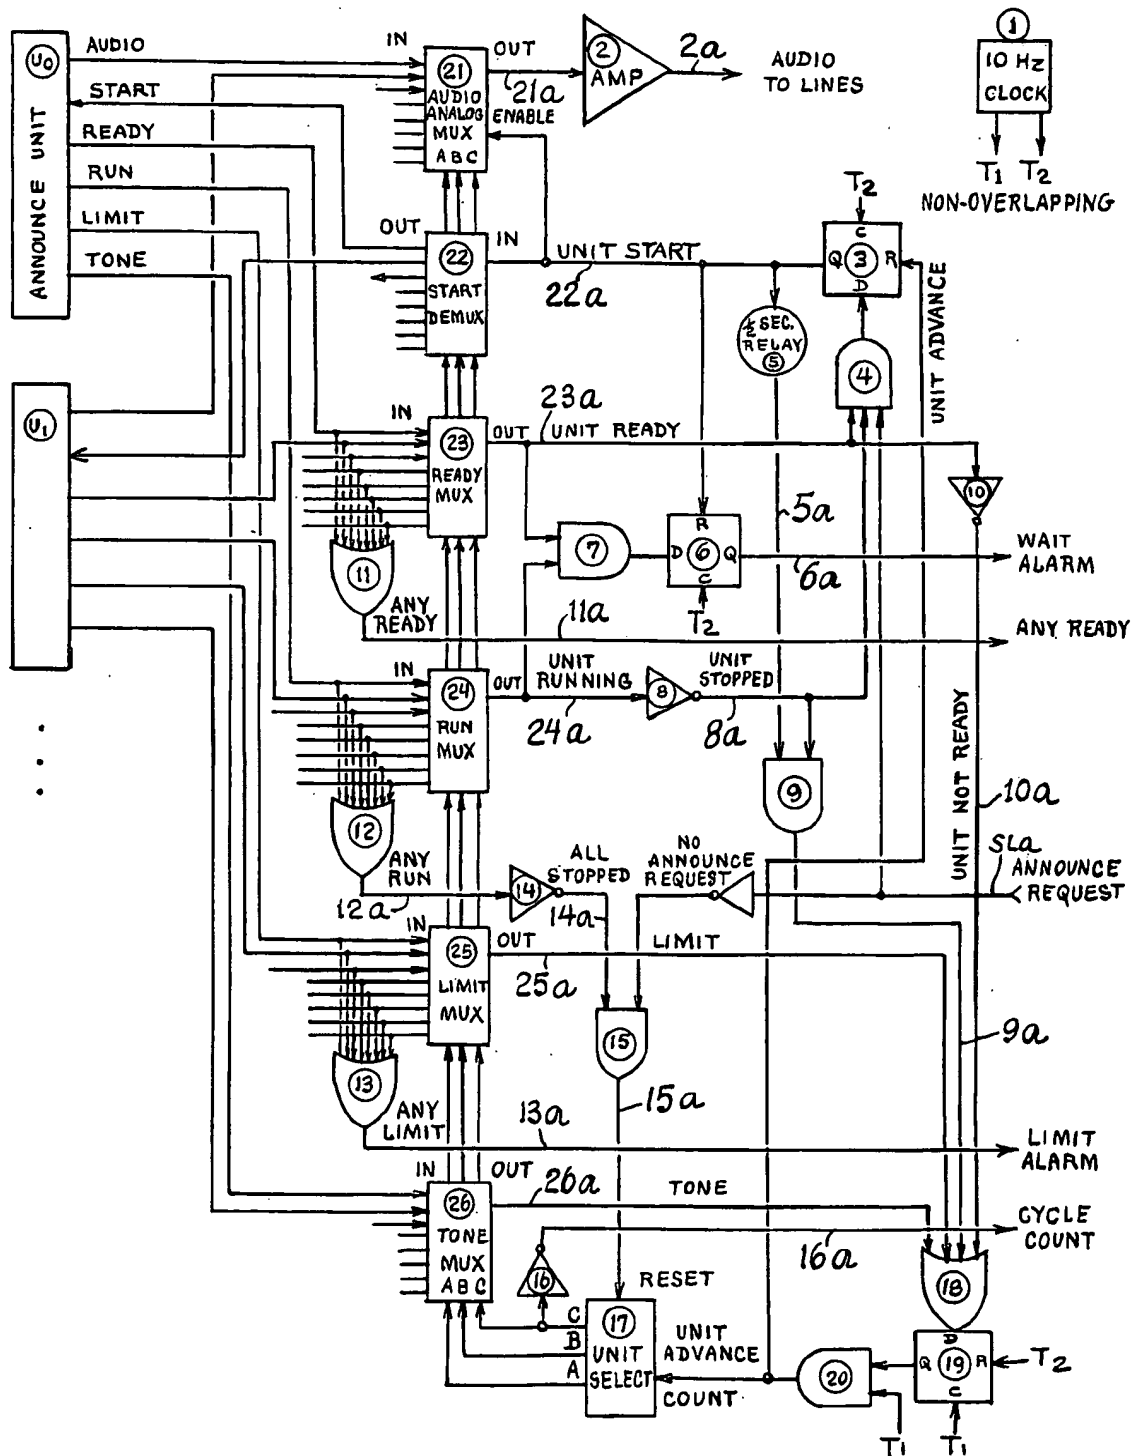 U0
ANNOUNCE UNIT
AUDIO
START
READY
RUN
LIMIT
TONE
U1
IN
21
AUDIO
ANALOG
MUX
A B C
OUT
21a
ENABLE
2
AMP
2a
AUDIO
TO LINES
1
10 Hz
CLOCK
T1 T2
NON-OVERLAPPING
OUT
22
START
DEMUX
IN
UNIT START
22a
T2
C
Q 3 R
D
UNIT ADVANCE
½ SEC.
RELAY
5
4
IN
23
READY
MUX
OUT
23a
UNIT READY
10
5a
7
R
D 6 Q
C
T2
6a
WAIT
ALARM
11
ANY
READY
11a
ANY READY
IN
24
RUN
MUX
OUT
UNIT
RUNNING
24a
8
UNIT
STOPPED
8a
9
UNIT NOT READY
10a
12
ANY
RUN
12a
14
ALL
STOPPED
14a
NO
ANNOUNCE
REQUEST
SLa
ANNOUNCE
REQUEST
IN
25
LIMIT
MUX
OUT
25a
LIMIT
15
15a
9a
13
ANY
LIMIT
13a
LIMIT
ALARM
IN
26
TONE
MUX
A B C
OUT
26a
TONE
16
16a
CYCLE
COUNT
RESET
17
UNIT
SELECT
C
B
A
UNIT
ADVANCE
COUNT
18
20
D
Q 19 R
C
T2
T1
T1